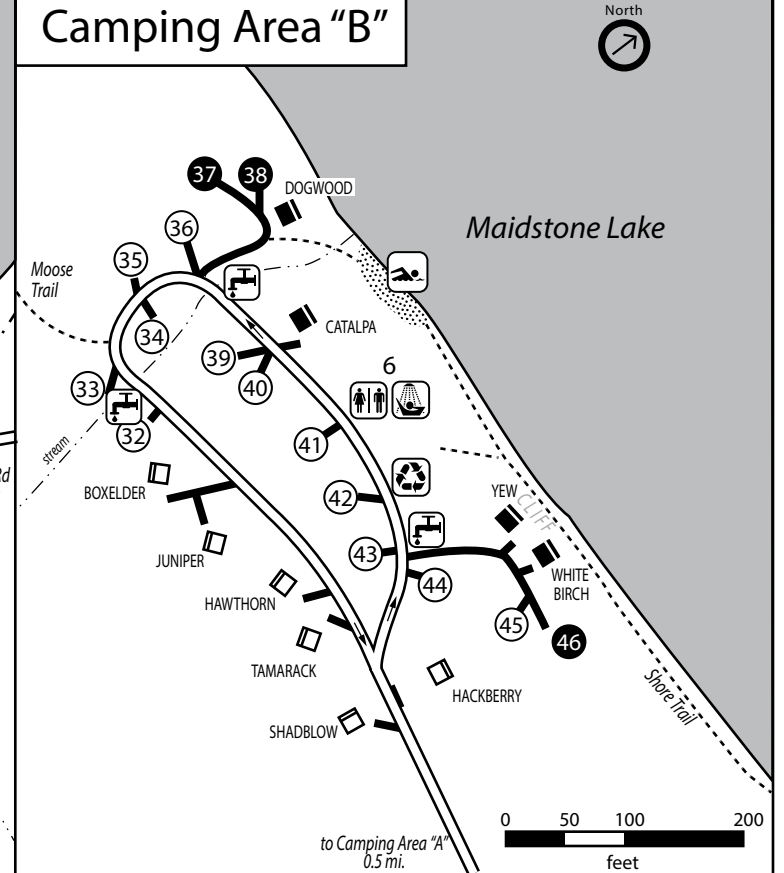 Camping Area "B"
North
37
38
DOGWOOD
36
Maidstone Lake
35
Moose
Trail
34
CATALPA
39
40
6
33
32
41
stream
Rd
BOXELDER
42
YEW
CLIFF
JUNIPER
43
44
WHITE
BIRCH
HAWTHORN
45
46
TAMARACK
HACKBERRY
Shore Trail
SHADBLOW
to Camping Area "A"
0.5 mi.
0 50 100 200
feet